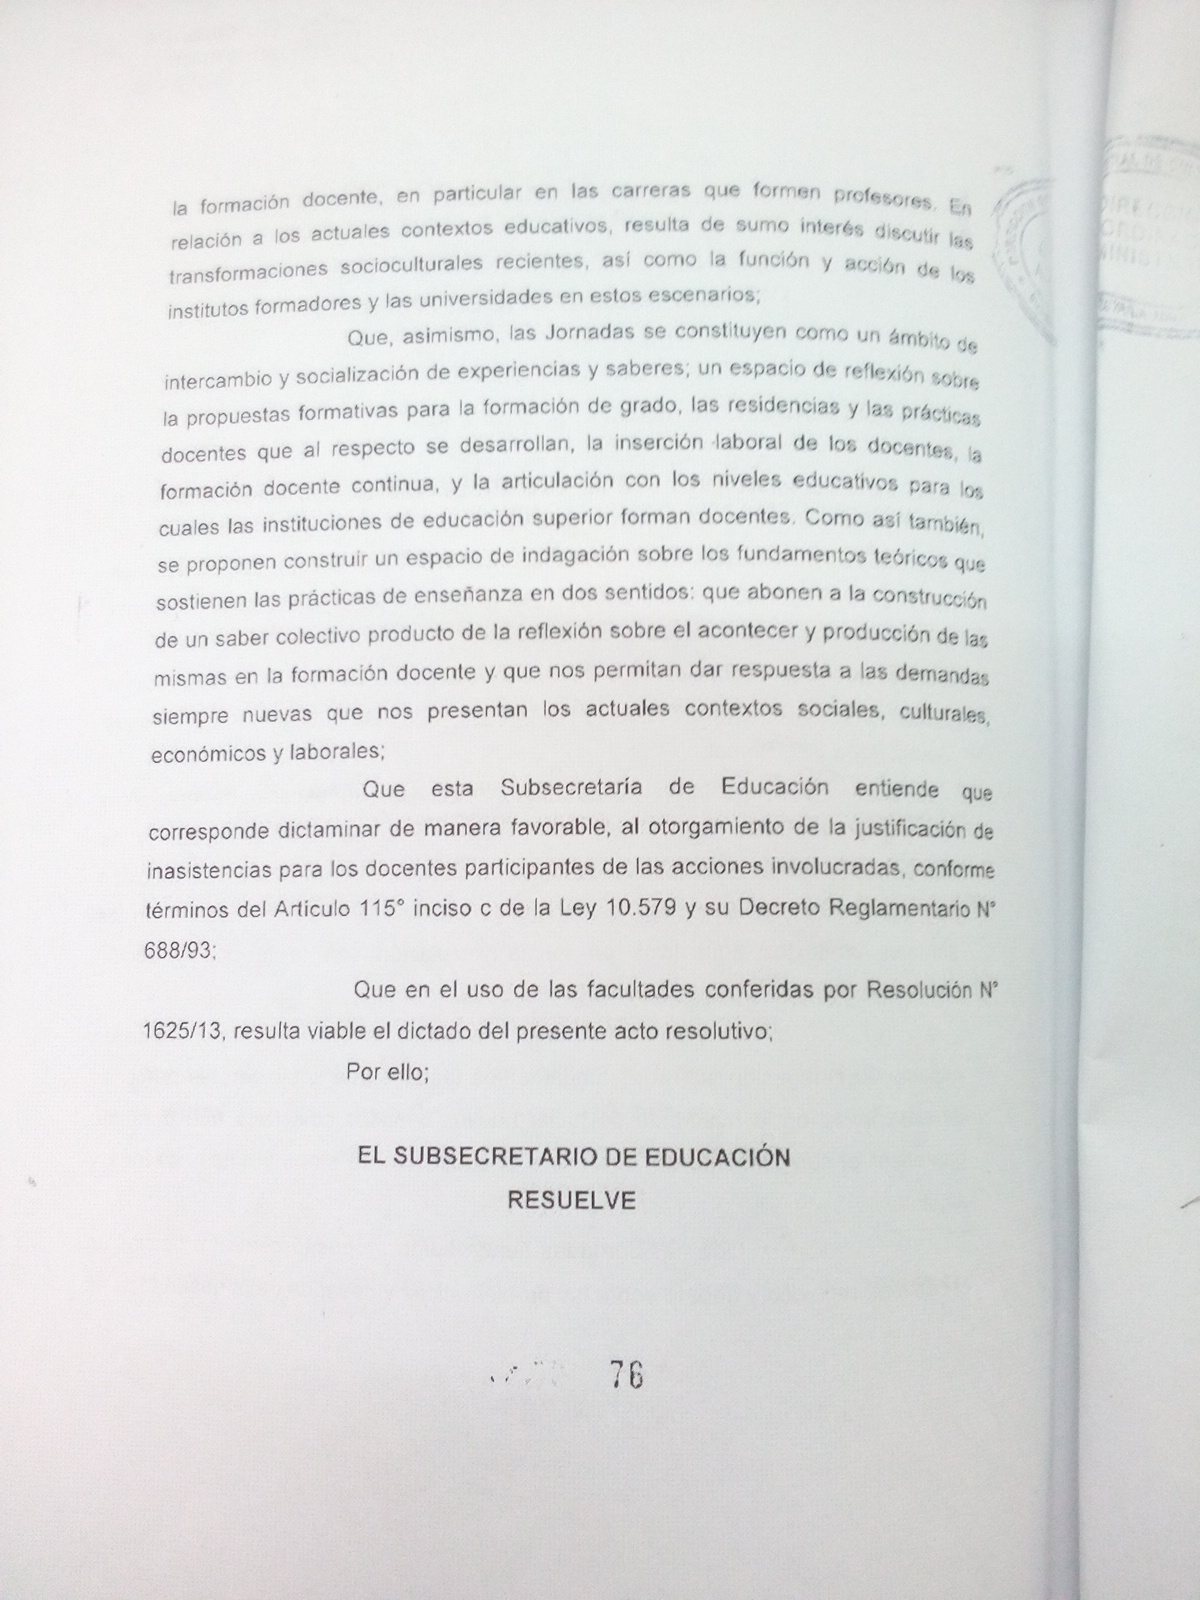 la formación docente, en particular en las carreras que formen profesores. En
relación a los actuales contextos educativos, resulta de sumo interés discutir las
transformaciones socioculturales recientes, así como la función y acción de los
institutos formadores y las universidades en estos escenarios;
Que, asimismo, las Jornadas se constituyen como un ámbito de
intercambio y socialización de experiencias y saberes; un espacio de reflexión sobre
la propuestas formativas para la formación de grado, las residencias y las prácticas
docentes que al respecto se desarrollan, la inserción laboral de los docentes, la
formación docente continua, y la articulación con los niveles educativos para los
cuales las instituciones de educación superior forman docentes. Como así también,
se proponen construir un espacio de indagación sobre los fundamentos teóricos que
sostienen las prácticas de enseñanza en dos sentidos: que abonen a la construcción
de un saber colectivo producto de la reflexión sobre el acontecer y producción de las
mismas en la formación docente y que nos permitan dar respuesta a las demandas
siempre nuevas que nos presentan los actuales contextos sociales, culturales,
económicos y laborales;
Que esta Subsecretaría de Educación entiende que
corresponde dictaminar de manera favorable, al otorgamiento de la justificación de
inasistencias para los docentes participantes de las acciones involucradas, conforme
términos del Artículo 115° inciso c de la Ley 10.579 y su Decreto Reglamentario N°
688/93;
Que en el uso de las facultades conferidas por Resolución N°
1625/13, resulta viable el dictado del presente acto resolutivo;
Por ello;
EL SUBSECRETARIO DE EDUCACIÓN
RESUELVE
76